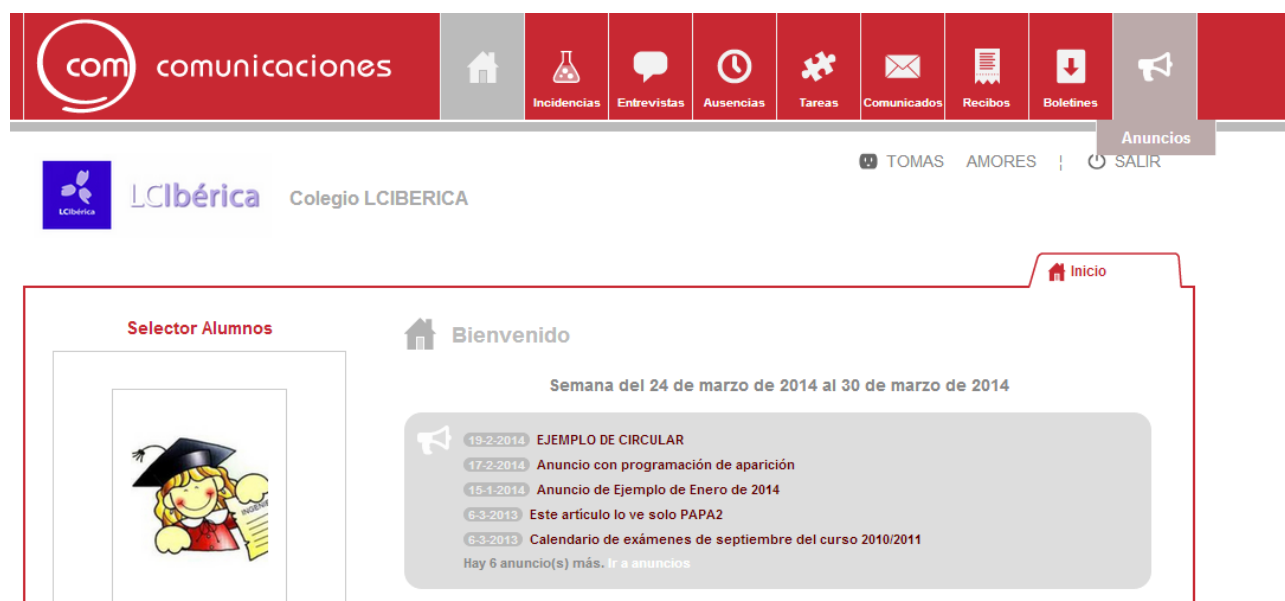 com comunicaciones
Incidencias Entrevistas Ausencias Tareas Comunicados Recibos Boletines
Anuncios
TOMAS AMORES ¦ SALIR
LCIbérica LCIbérica Colegio LCIBERICA
Inicio
Selector Alumnos
Bienvenido
Semana del 24 de marzo de 2014 al 30 de marzo de 2014
19-2-2014 EJEMPLO DE CIRCULAR
17-2-2014 Anuncio con programación de aparición
15-1-2014 Anuncio de Ejemplo de Enero de 2014
6-3-2013 Este artículo lo ve solo PAPA2
6-3-2013 Calendario de exámenes de septiembre del curso 2010/2011
Hay 6 anuncio(s) más. Ir a anuncios